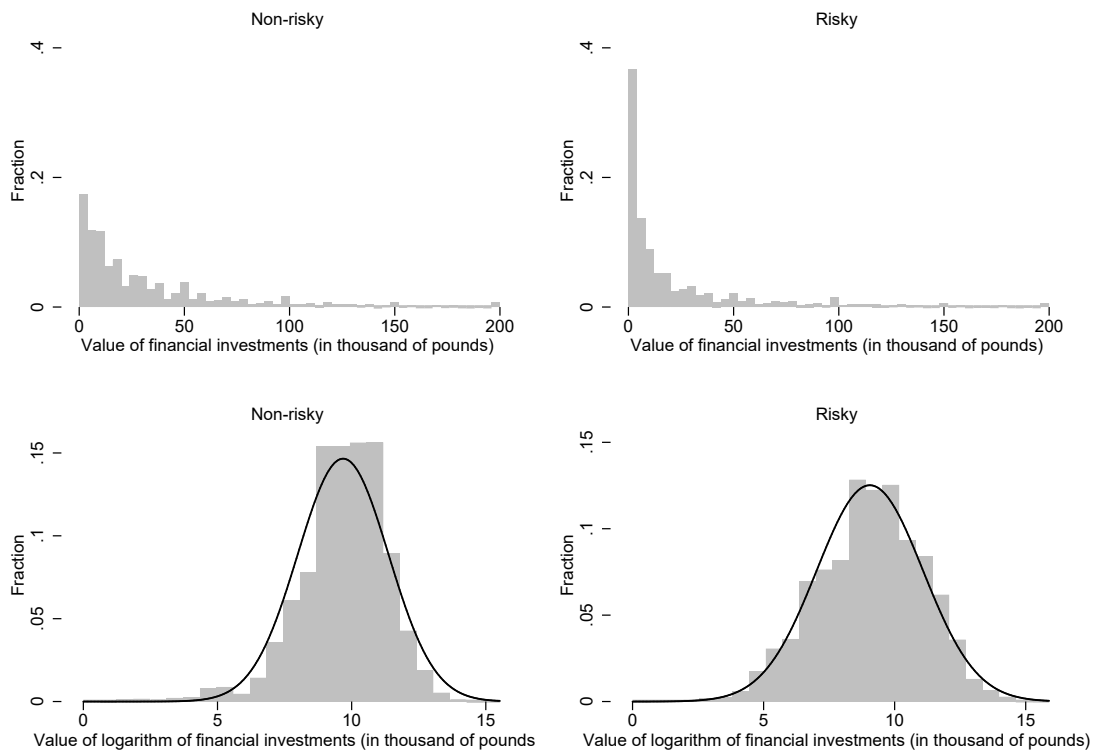 Non-risky
.4
.2
0
Fraction
0 50 100 150 200
Value of financial investments (in thousand of pounds)
Risky
.4
.2
0
Fraction
0 50 100 150 200
Value of financial investments (in thousand of pounds)
Non-risky
.15
.1
.05
0
Fraction
0 5 10 15
Value of logarithm of financial investments (in thousand of pounds
Risky
.15
.1
.05
0
Fraction
0 5 10 15
Value of logarithm of financial investments (in thousand of pounds)